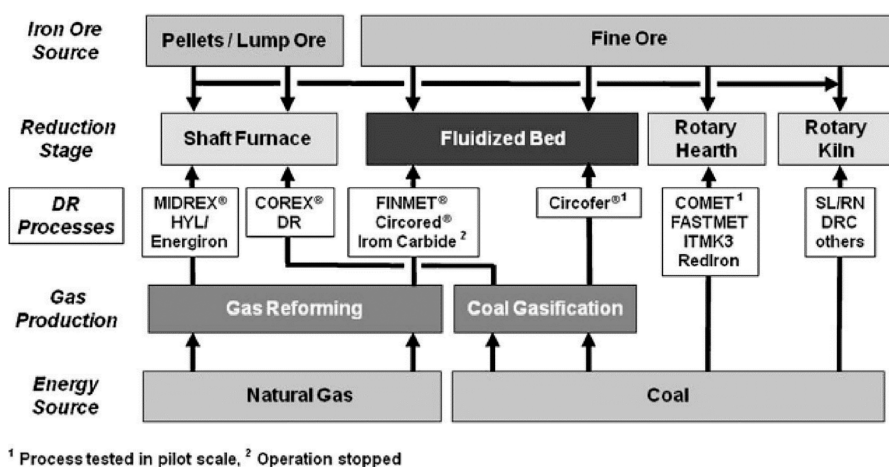 Iron Ore
Source
Pellets / Lump Ore
Fine Ore
Reduction
Stage
Shaft Furnace
Fluidized Bed
Rotary
Hearth
Rotary
Kiln
DR
Processes
MIDREX®
HYL/
Energiron
COREX®
DR
FINMET®
Circored®
Irom Carbide ²
Circofer®¹
COMET ¹
FASTMET
ITMK3
RedIron
SL/RN
DRC
others
Gas
Production
Gas Reforming
Coal Gasification
Energy
Source
Natural Gas
Coal
¹ Process tested in pilot scale, ² Operation stopped